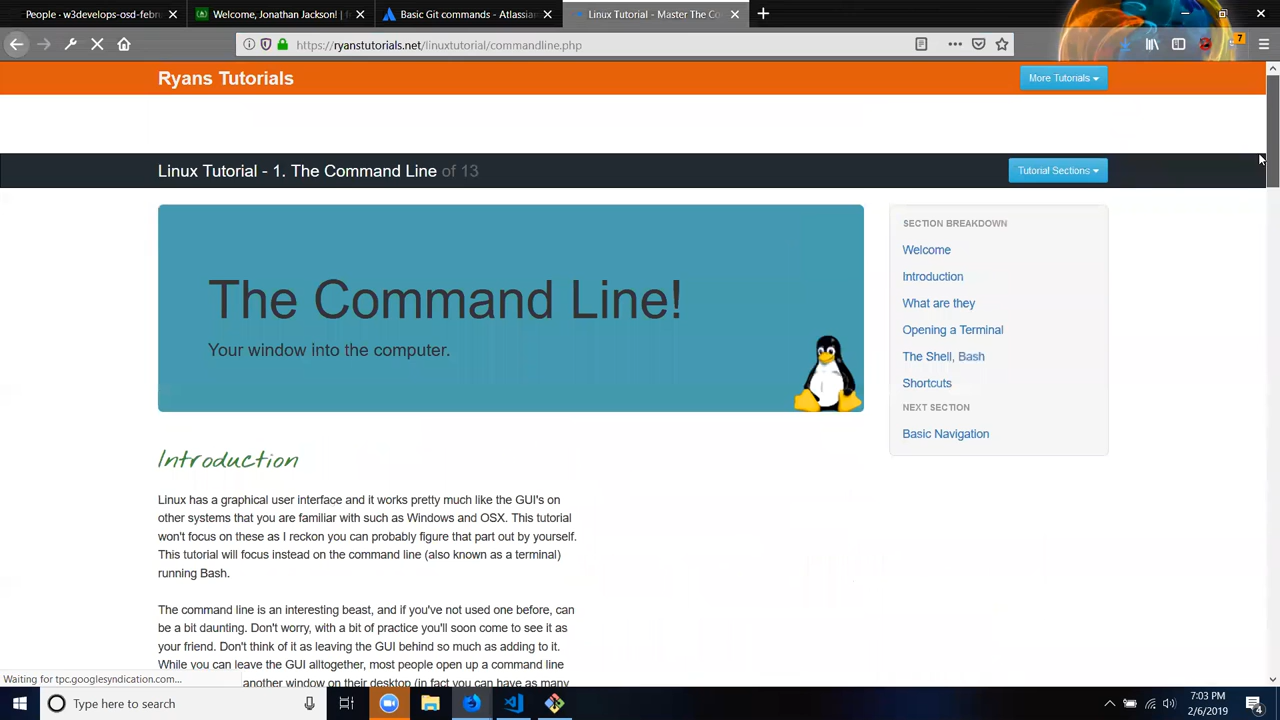 People - w3develops-osd-febru
Welcome, Jonathan Jackson! | f
Basic Git commands - Atlassian
Linux Tutorial - Master The Co
https://ryanstutorials.net/linuxtutorial/commandline.php
7
Ryans Tutorials
More Tutorials
Linux Tutorial - 1. The Command Line of 13
Tutorial Sections
The Command Line!
Your window into the computer.
SECTION BREAKDOWN
Welcome
Introduction
What are they
Opening a Terminal
The Shell, Bash
Shortcuts
NEXT SECTION
Basic Navigation
Introduction
Linux has a graphical user interface and it works pretty much like the GUI's on
other systems that you are familiar with such as Windows and OSX. This tutorial
won't focus on these as I reckon you can probably figure that part out by yourself.
This tutorial will focus instead on the command line (also known as a terminal)
running Bash.
The command line is an interesting beast, and if you've not used one before, can
be a bit daunting. Don't worry, with a bit of practice you'll soon come to see it as
your friend. Don't think of it as leaving the GUI behind so much as adding to it.
While you can leave the GUI alltogether, most people open up a command line
another window on their desktop (in fact you can have as many
Waiting for tpc.googlesyndication.com...
Type here to search
7:03 PM
2/6/2019
4